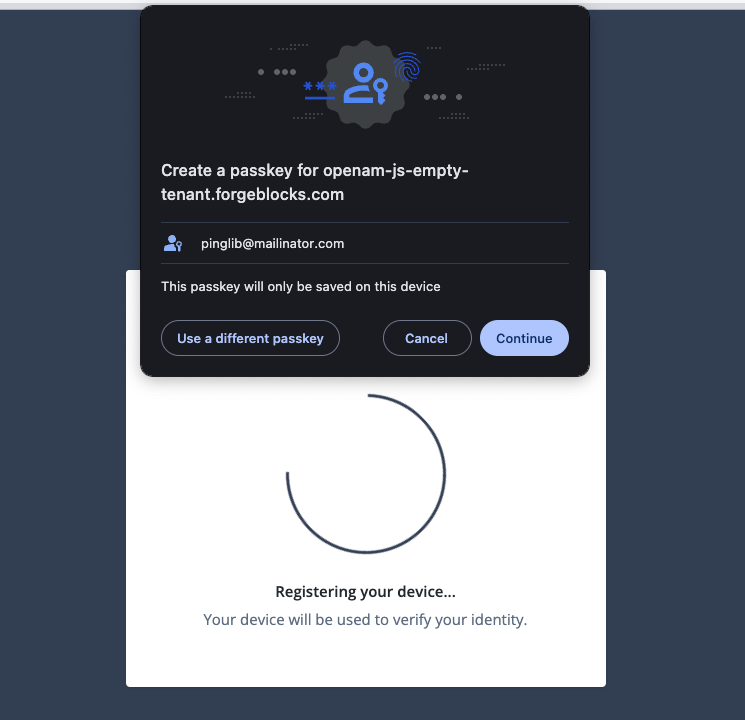 Create a passkey for openam-js-empty-
tenant.forgeblocks.com
pinglib@mailinator.com
This passkey will only be saved on this device
Use a different passkey
Cancel
Continue
Registering your device...
Your device will be used to verify your identity.